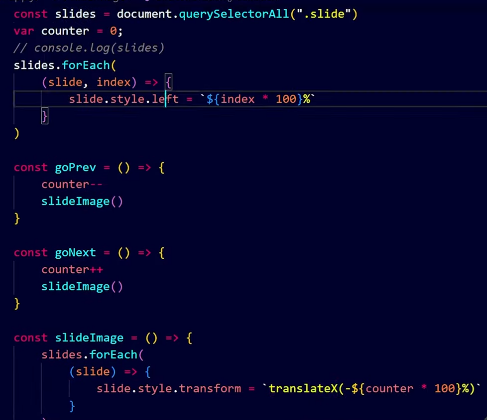 const slides = document.querySelectorAll(".slide")
var counter = 0;
// console.log(slides)
slides.forEach(
    (slide, index) => {
        slide.style.left = `${index * 100}%`
    }
)

const goPrev = () => {
    counter--
    slideImage()
}

const goNext = () => {
    counter++
    slideImage()
}

const slideImage = () => {
    slides.forEach(
        (slide) => {
            slide.style.transform = `translateX(-${counter * 100}%)`
        }